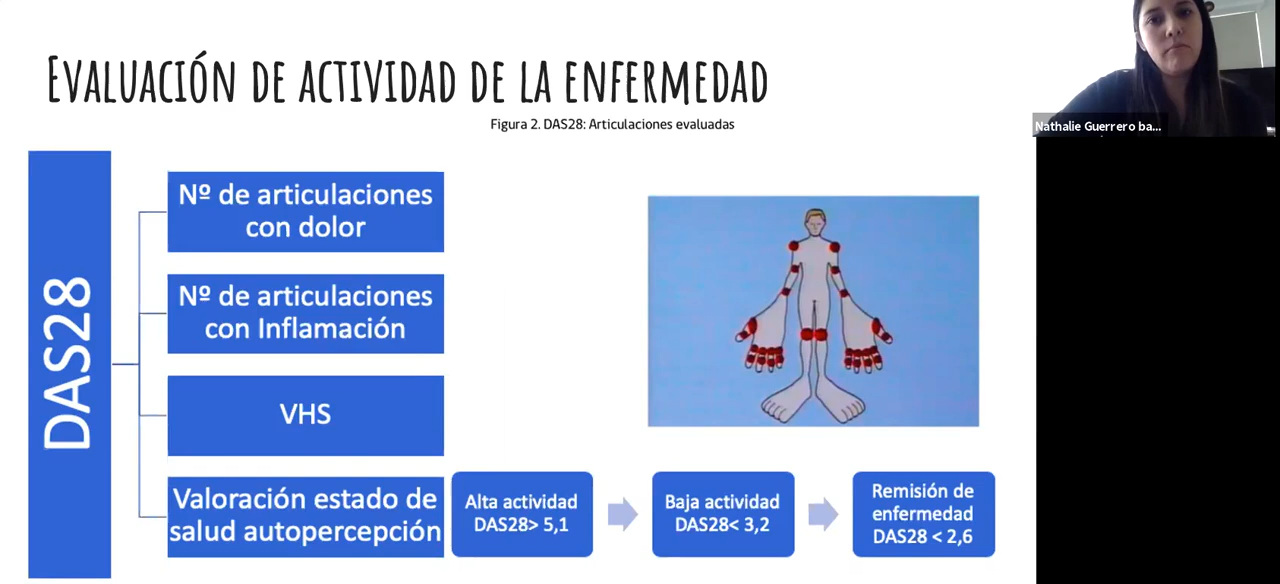 EVALUACIÓN DE ACTIVIDAD DE LA ENFERMEDAD
Figura 2. DAS28: Articulaciones evaluadas
Nathalie Guerrero ba...
DAS28
Nº de articulaciones
con dolor
Nº de articulaciones
con Inflamación
VHS
Valoración estado de
salud autopercepción
Alta actividad
DAS28> 5,1
Baja actividad
DAS28< 3,2
Remisión de
enfermedad
DAS28 < 2,6